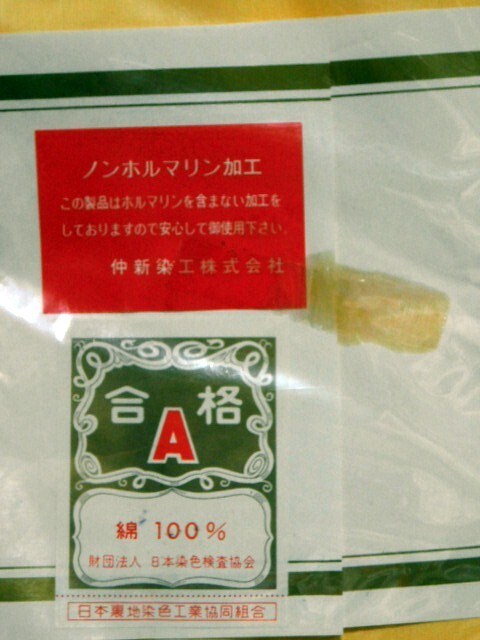 ノンホルマリン加工
この製品はホルマリンを含まない加工を
しておりますので安心して御使用下さい。
仲新染工株式会社
合格
A
綿 100%
財団法人 日本染色検査協会
日本裏地染色工業協同組合